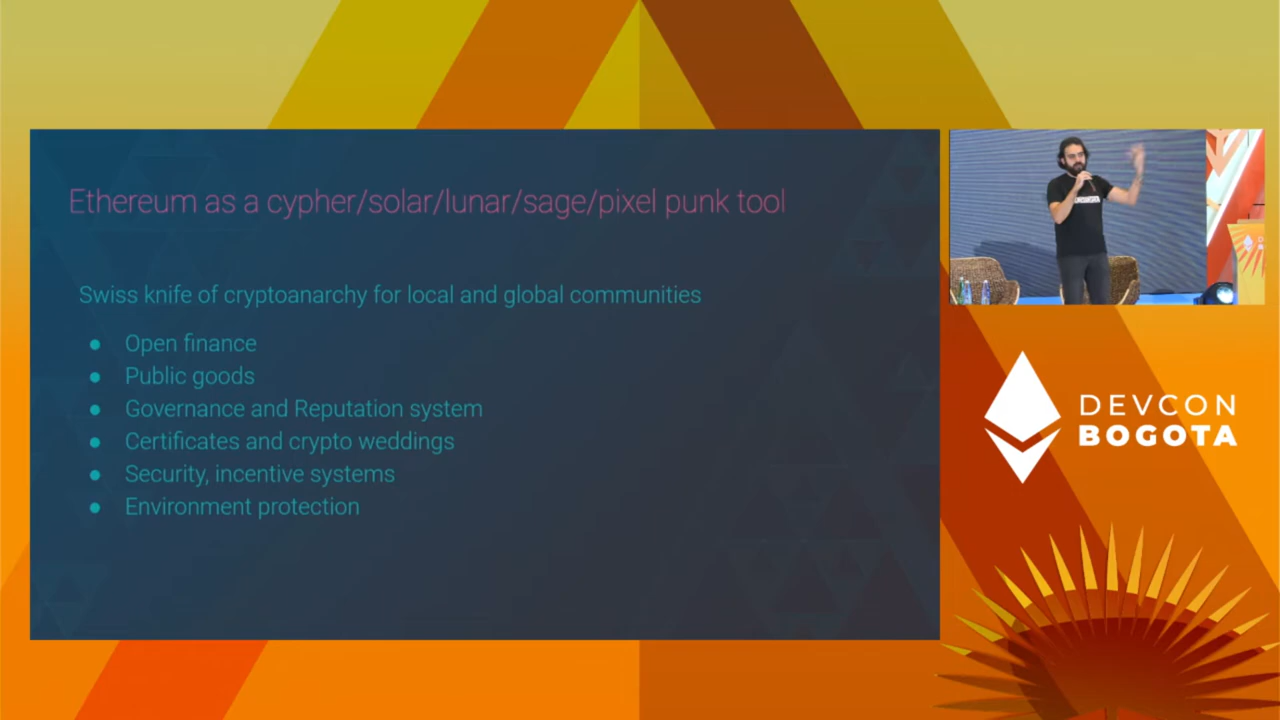 Ethereum as a cypher/solar/lunar/sage/pixel punk tool
Swiss knife of cryptoanarchy for local and global communities
● Open finance
● Public goods
● Governance and Reputation system
● Certificates and crypto weddings
● Security, incentive systems
● Environment protection
DEVCON
BOGOTA